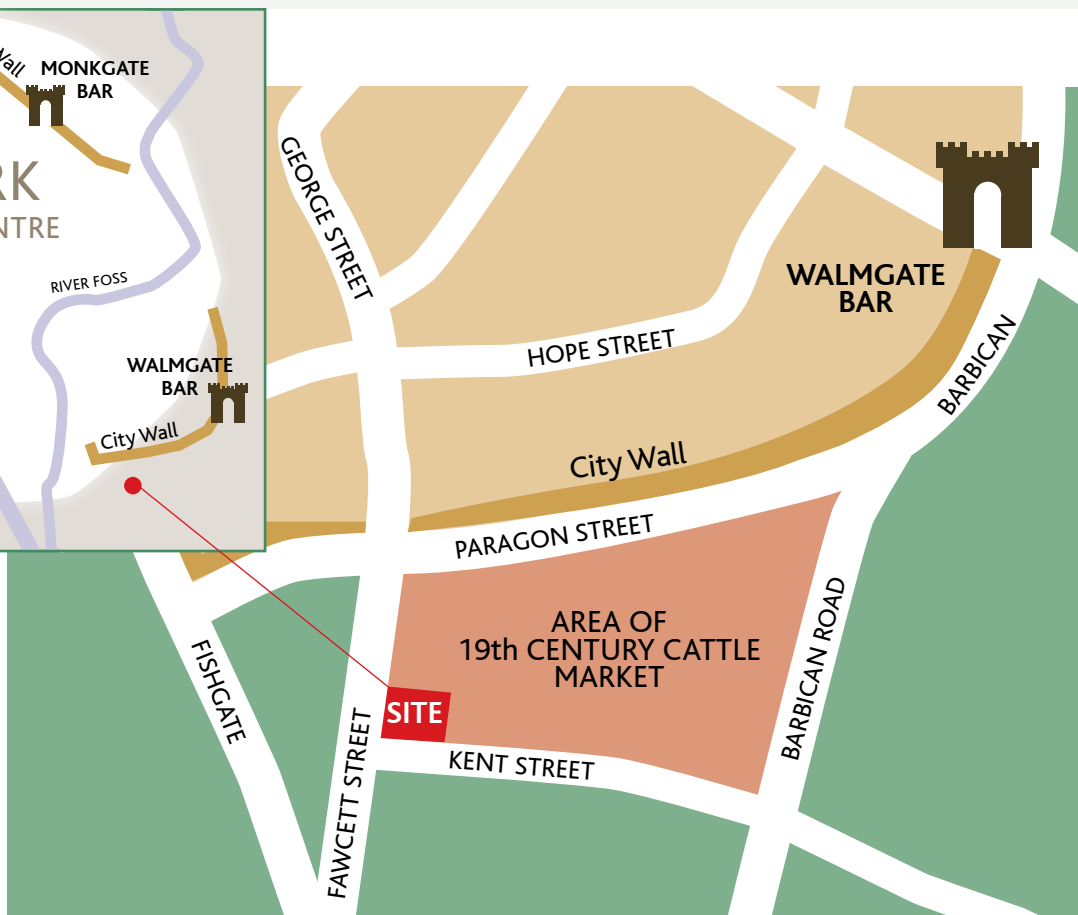 Wall
MONKGATE
BAR
RK
NTRE
RIVER FOSS
WALMGATE
BAR
City Wall
GEORGE STREET
HOPE STREET
WALMGATE
BAR
BARBICAN
City Wall
PARAGON STREET
AREA OF
19th CENTURY CATTLE
MARKET
SITE
KENT STREET
FISHGATE
FAWCETT STREET
BARBICAN ROAD